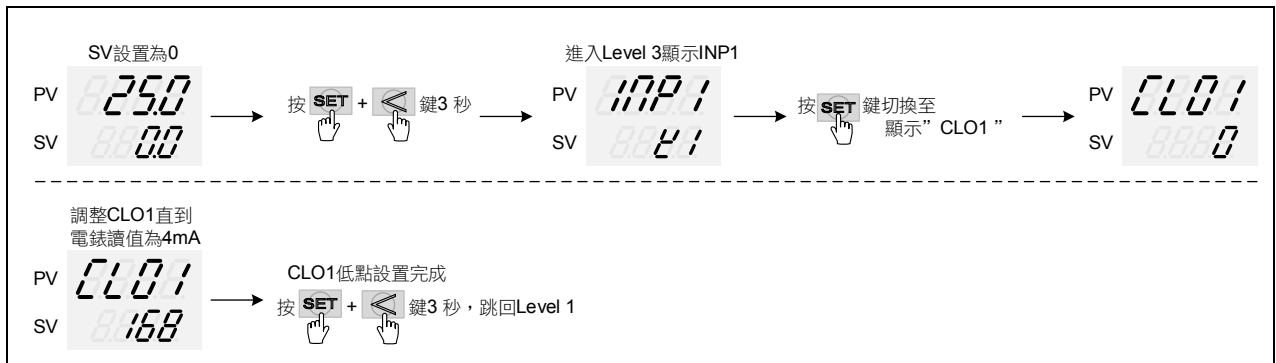 SV設置為0
PV 25.0
SV 0.0
按 SET + < 鍵3 秒
進入Level 3顯示INP1
PV INP1
SV K1
按 SET 鍵切換至
顯示” CLO1 ”
PV CLO1
SV 0
調整CLO1直到
電錶讀值為4mA
PV CLO1
SV 168
CLO1低點設置完成
按 SET + < 鍵3 秒，跳回Level 1